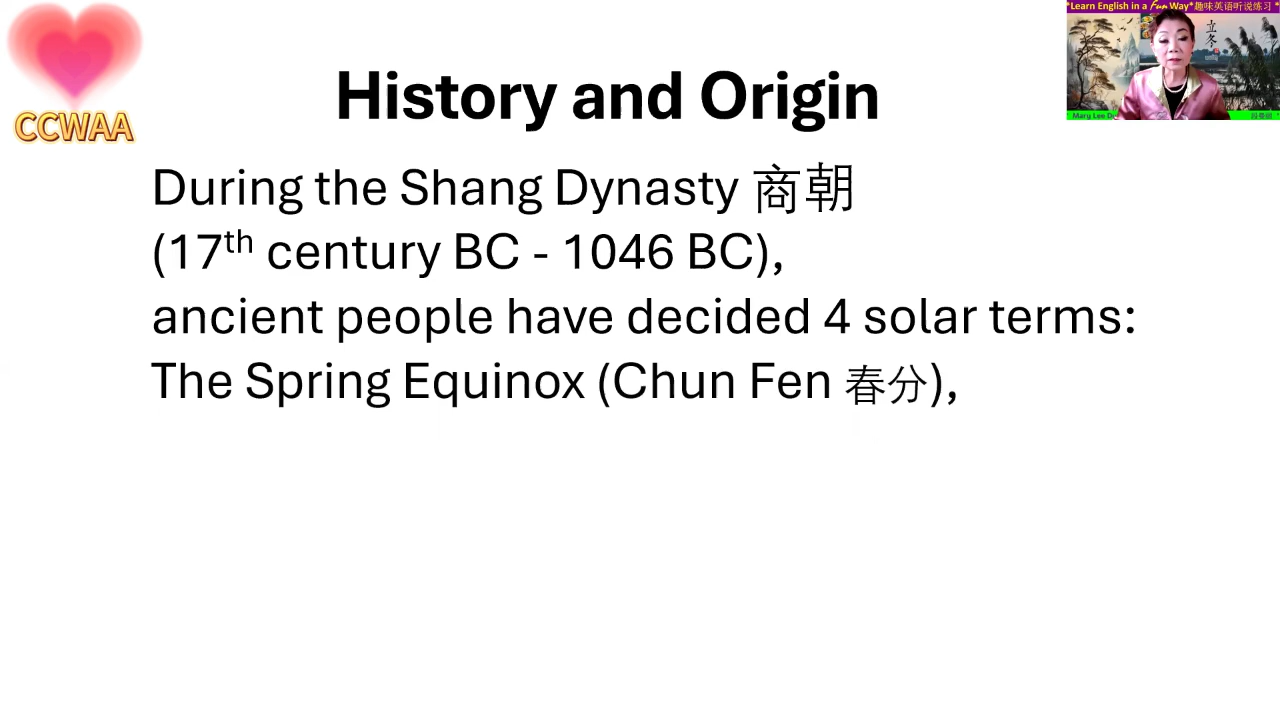 *Learn English in a Fun Way*趣味英语听说练习 *
立冬
Mary Lee D
CCWAA
History and Origin
During the Shang Dynasty 商朝
(17th century BC - 1046 BC),
ancient people have decided 4 solar terms:
The Spring Equinox (Chun Fen 春分),